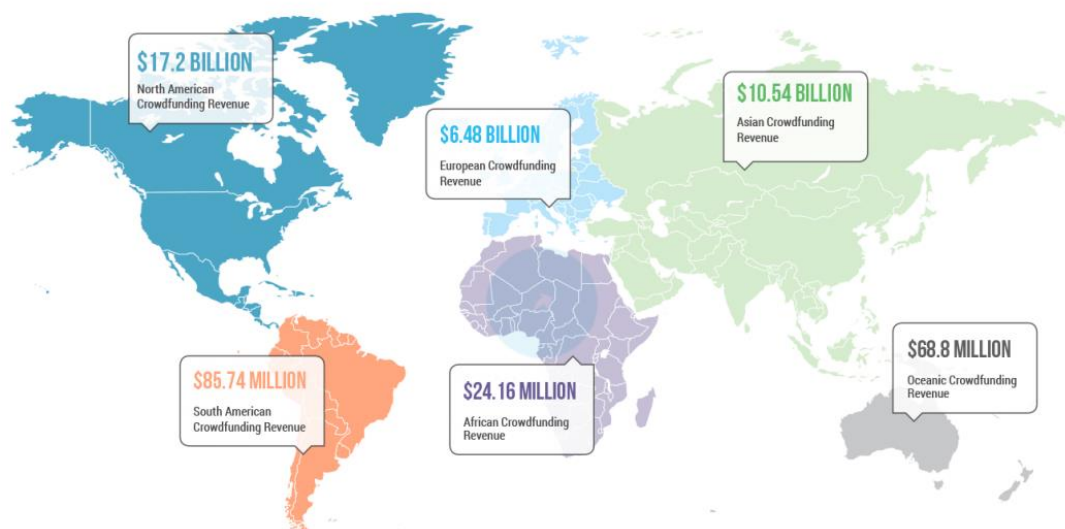 $17.2 BILLION
North American
Crowdfunding Revenue
$6.48 BILLION
European Crowdfunding
Revenue
$10.54 BILLION
Asian Crowdfunding
Revenue
$85.74 MILLION
South American
Crowdfunding Revenue
$24.16 MILLION
African Crowdfunding
Revenue
$68.8 MILLION
Oceanic Crowdfunding
Revenue